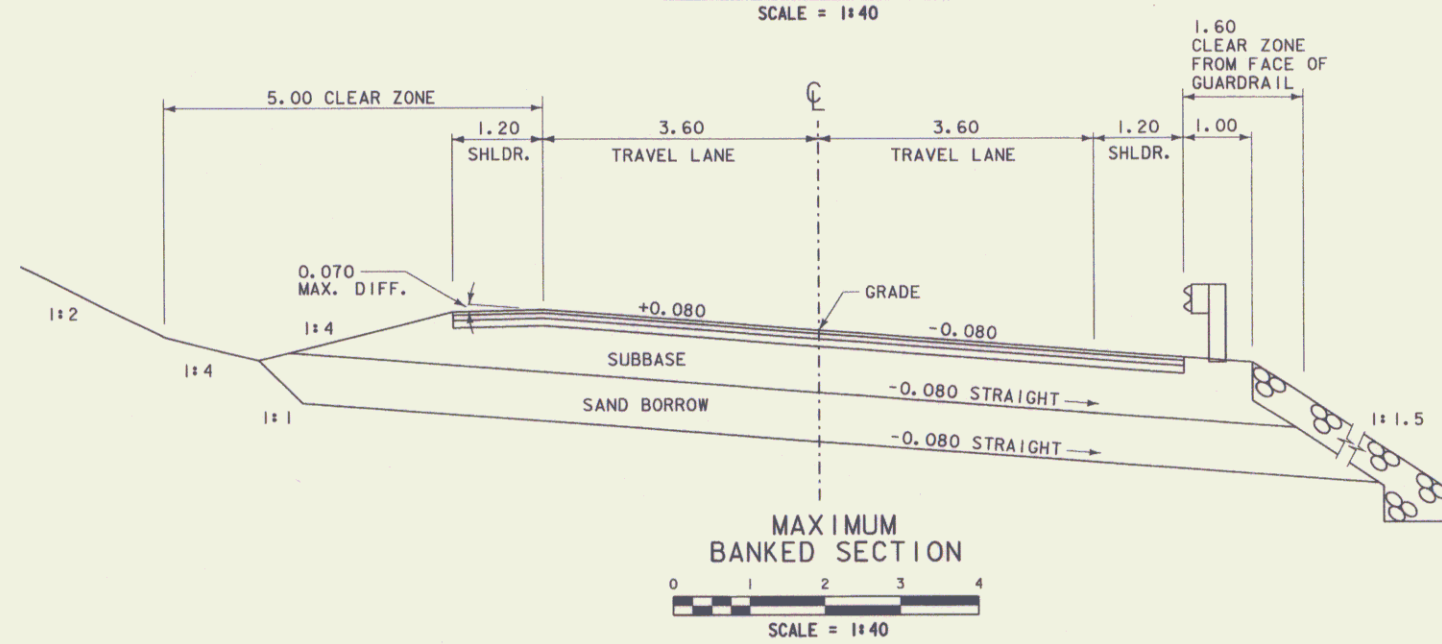 SCALE = 1:40
1.60
CLEAR ZONE
FROM FACE OF
GUARDRAIL
5.00 CLEAR ZONE
℄
1.20
3.60
3.60
1.20
1.00
SHLDR.
TRAVEL LANE
TRAVEL LANE
SHLDR.
0.070
MAX. DIFF.
GRADE
1:2
1:4
+0.080
-0.080
1:4
SUBBASE
-0.080 STRAIGHT
SAND BORROW
1:1
1:1.5
-0.080 STRAIGHT
MAXIMUM
BANKED SECTION
0 1 2 3 4
SCALE = 1:40